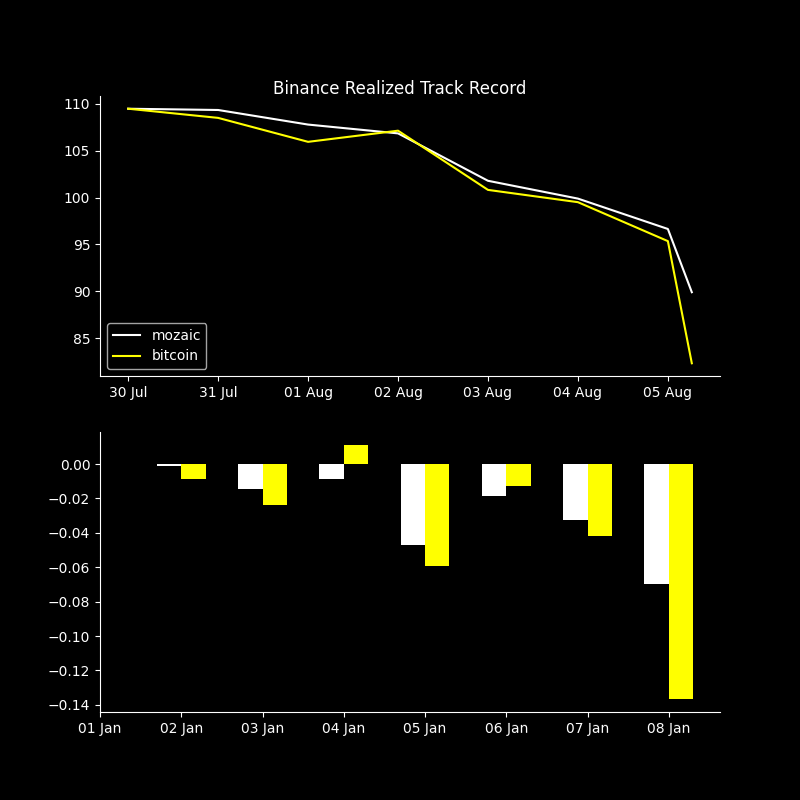 Binance Realized Track Record
110
105
100
95
90
85
mozaic
bitcoin
30 Jul 31 Jul 01 Aug 02 Aug 03 Aug 04 Aug 05 Aug
0.00
−0.02
−0.04
−0.06
−0.08
−0.10
−0.12
−0.14
01 Jan 02 Jan 03 Jan 04 Jan 05 Jan 06 Jan 07 Jan 08 Jan